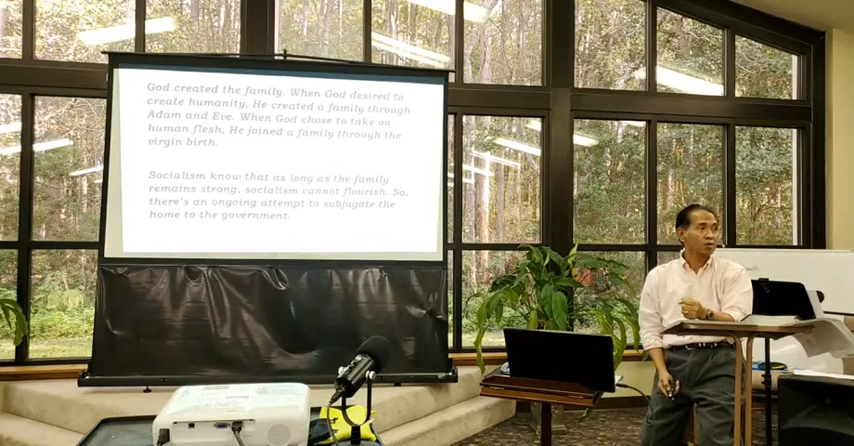 God created the family. When God desired to
create humanity, He created a family through
Adam and Eve. When God chose to take on
human flesh, He joined a family through the
virgin birth.
Socialism know that as long as the family
remains strong, socialism cannot flourish. So,
there's an ongoing attempt to subjugate the
home to the government.